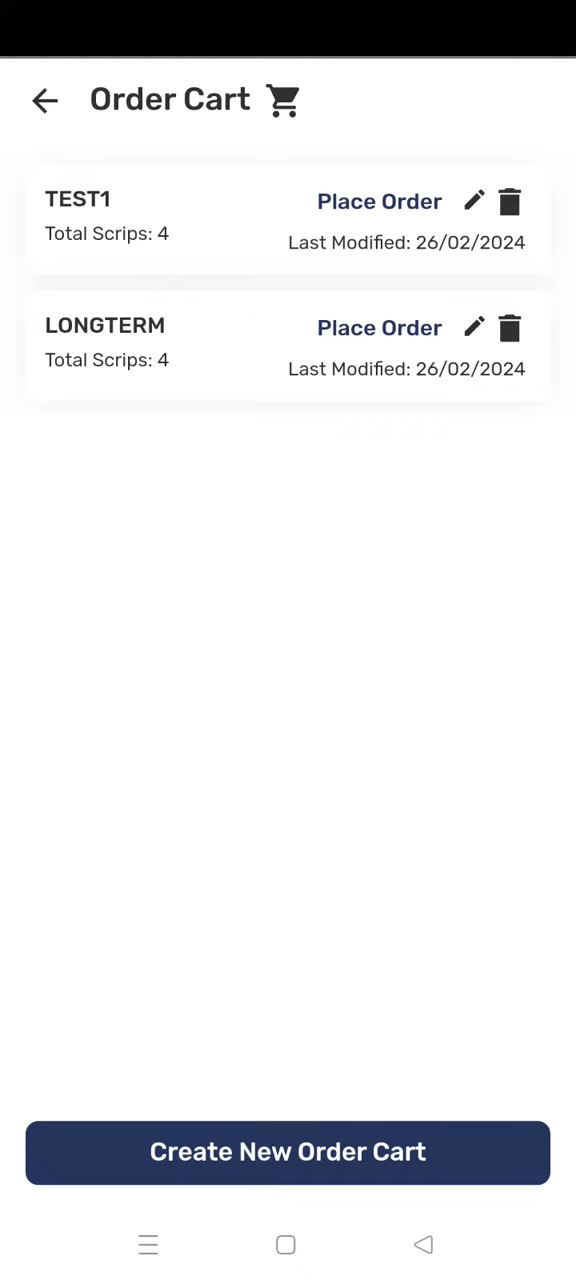 Order Cart
TEST1
Place Order
Total Scrips: 4
Last Modified: 26/02/2024
LONGTERM
Place Order
Total Scrips: 4
Last Modified: 26/02/2024
Create New Order Cart